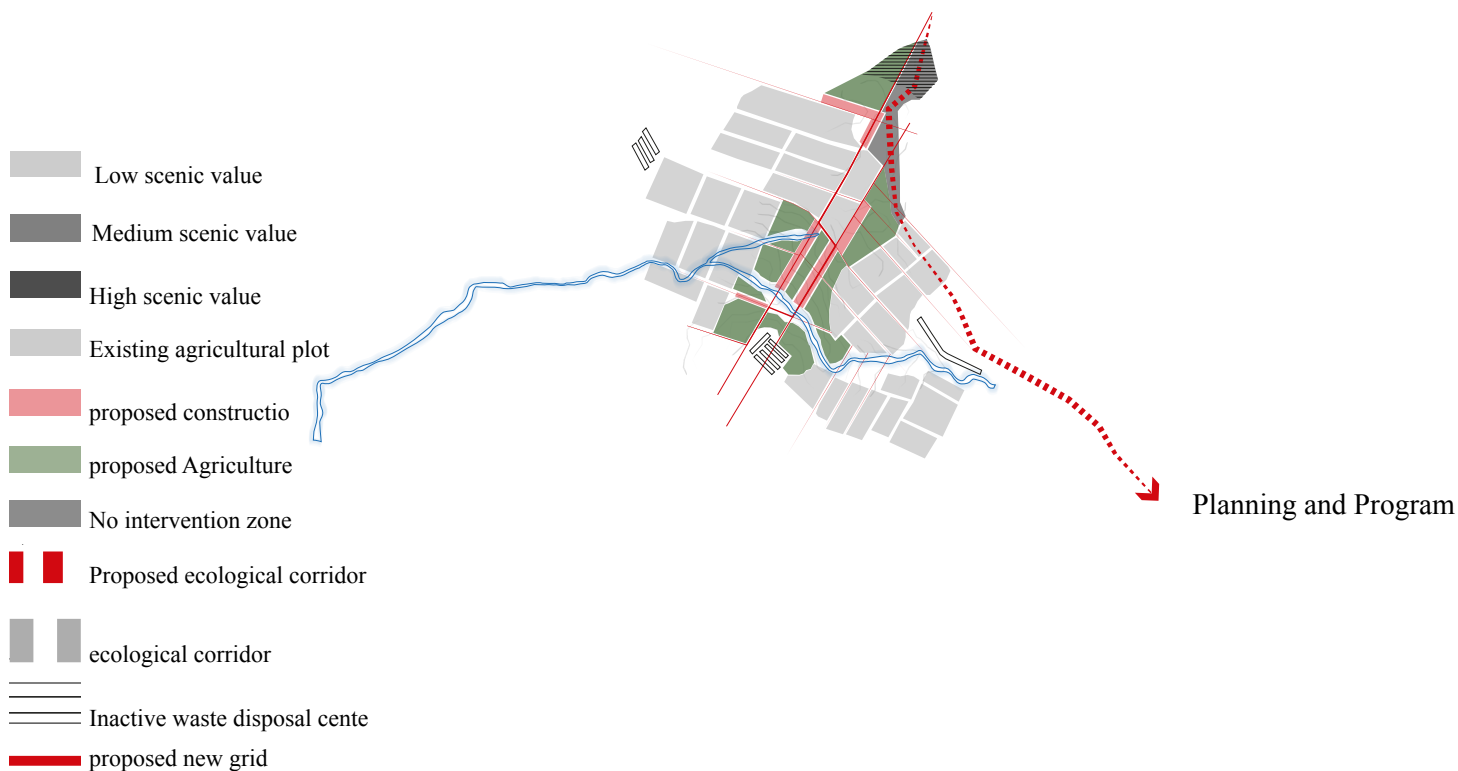 Low scenic value
Medium scenic value
High scenic value
Existing agricultural plot
proposed constructio
proposed Agriculture
No intervention zone
Proposed ecological corridor
ecological corridor
Inactive waste disposal cente
proposed new grid
Planning and Program